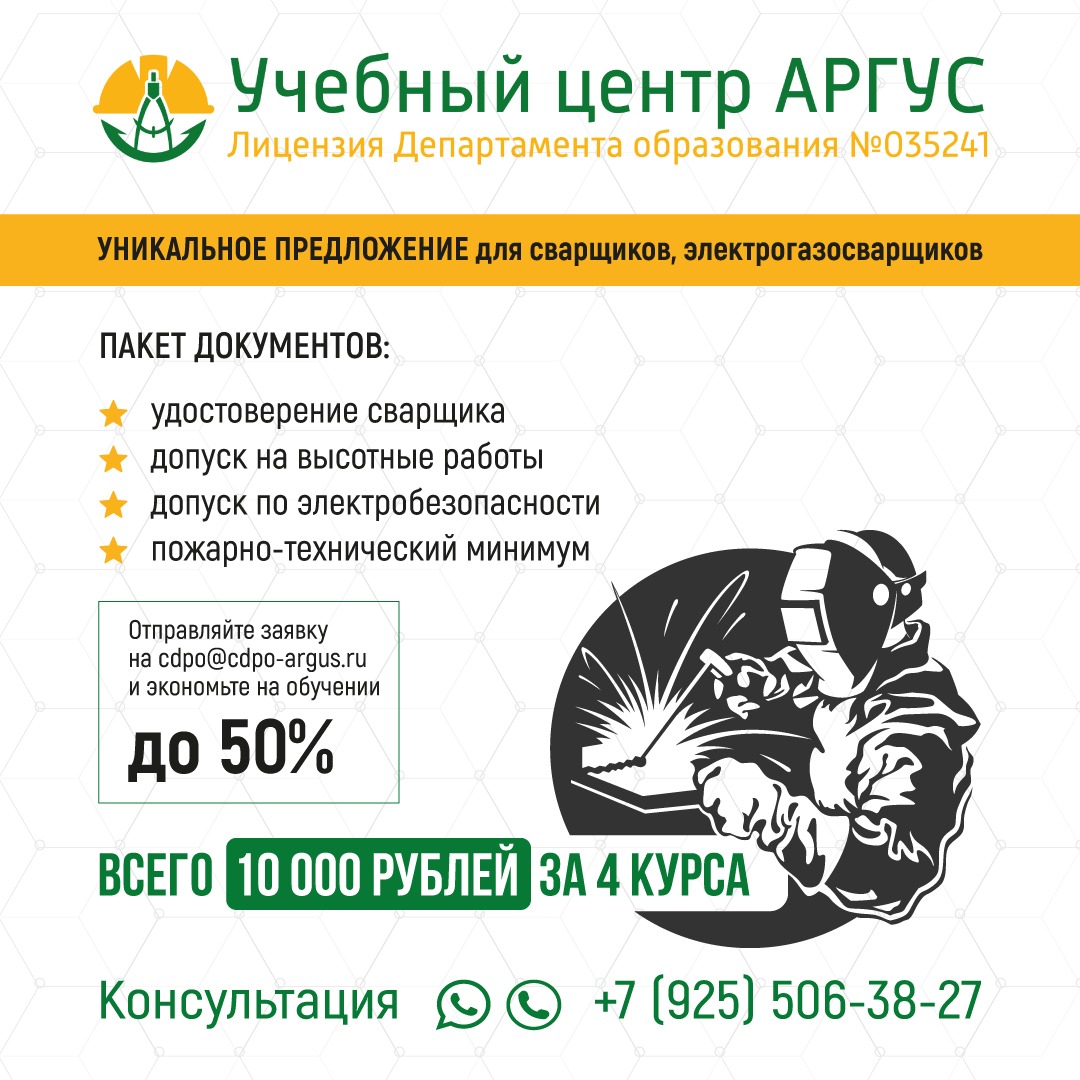 Учебный центр АРГУС
Лицензия Департамента образования №035241
УНИКАЛЬНОЕ ПРЕДЛОЖЕНИЕ для сварщиков, электрогазосварщиков
ПАКЕТ ДОКУМЕНТОВ:
удостоверение сварщика
допуск на высотные работы
допуск по электробезопасности
пожарно-технический минимум
Отправляйте заявку
на cdpo@cdpo-argus.ru
и экономьте на обучении
до 50%
ВСЕГО 10 000 РУБЛЕЙ ЗА 4 КУРСА
Консультация +7 (925) 506-38-27